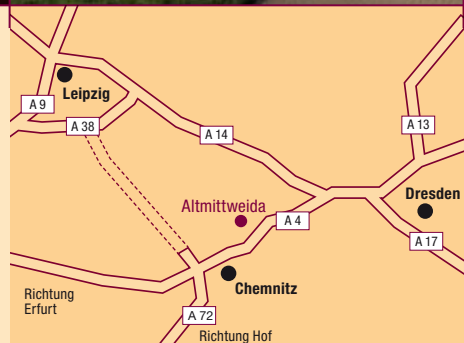 Leipzig
A 9
A 38
A 14
A 13
Altmittweida
A 4
Dresden
A 17
Chemnitz
Richtung
Erfurt
A 72
Richtung Hof